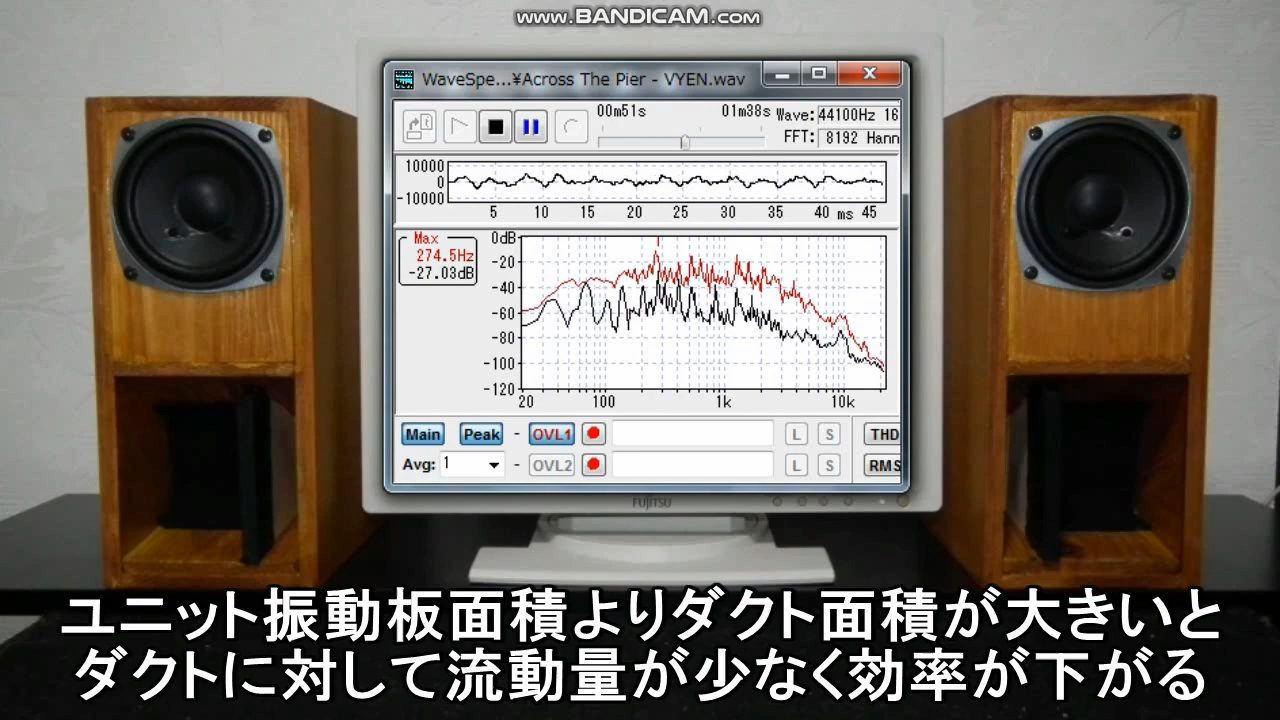 www.BANDICAM.com
WaveSpe...¥Across The Pier - VYEN.wav
00m51s 01m38s Wave: 44100Hz 16
FFT: 8192 Hann
10000
0
-10000
5 10 15 20 25 30 35 40 ms 45
Max
274.5Hz
-27.03dB
0dB
-20
-40
-60
-80
-100
-120
20 100 1k 10k
Main Peak - OVL1 L S THD
Avg: 1 - OVL2 L S RMS
FUJITSU
ユニット振動板面積よりダクト面積が大きいと
ダクトに対して流動量が少なく効率が下がる